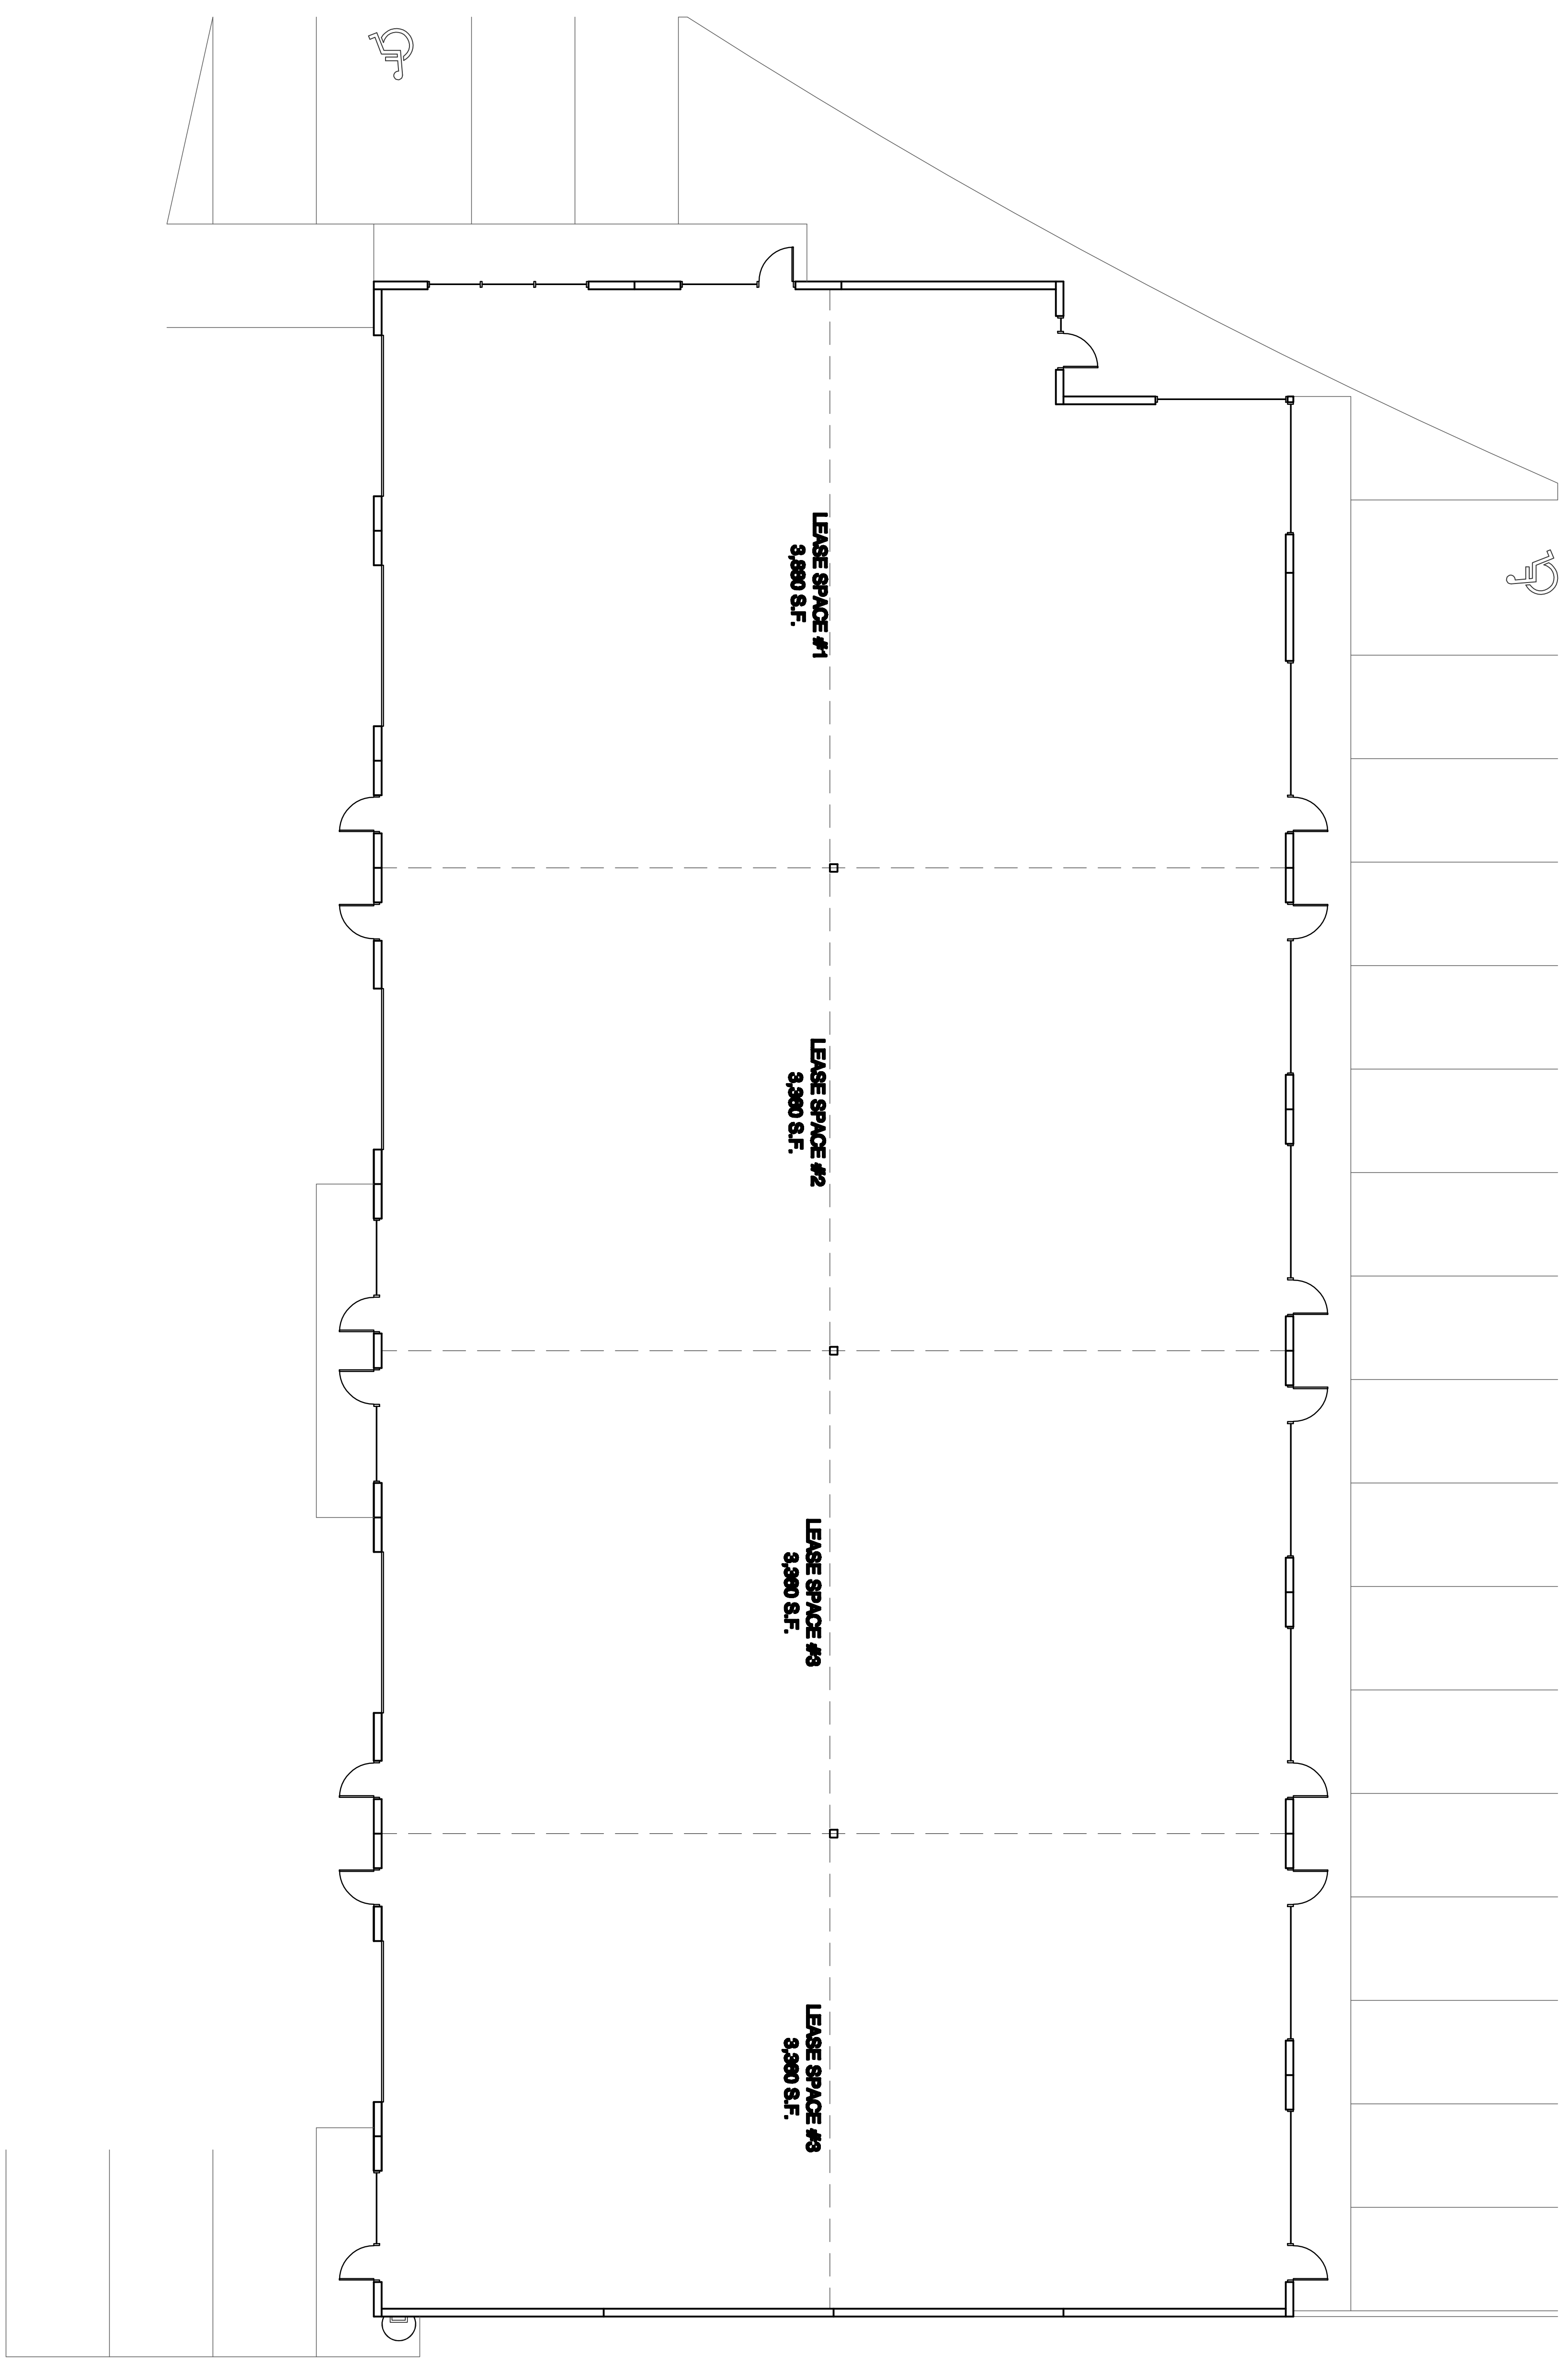 LEASE SPACE #1
3,880 S.F.
LEASE SPACE #2
3,360 S.F.
LEASE SPACE #3
3,360 S.F.
LEASE SPACE #3
3,360 S.F.